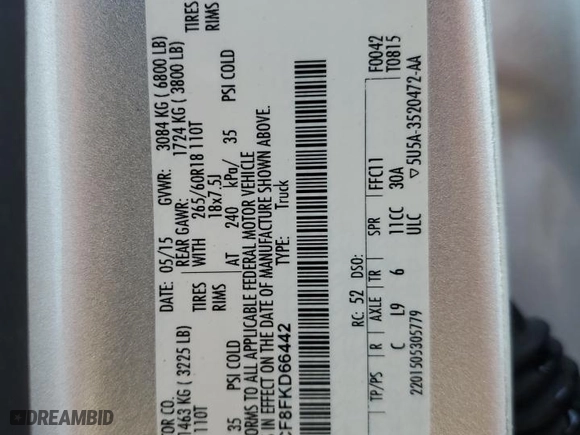 TIRES
RIMS
TIRES
RIMS
F0042
T0815
DATE: 05/15 GVWR: 3084 KG ( 6800 LB)
TOR CO. REAR GAWR: 1724 KG ( 3800 LB)
1463 KG ( 3225 LB) WITH 265/60R18 110T
110T TIRES 18x7.5J
RIMS
35 PSI COLD AT 240 kPa/ 35 PSI COLD
FORMS TO ALL APPLICABLE FEDERAL MOTOR VEHICLE
IN EFFECT ON THE DATE OF MANUFACTURE SHOWN ABOVE.
CF8FKD66442 TYPE: Truck
RC: 52 DSO:
TP/PS R AXLE TR SPR FFC11
C L9 6 11CC 30A
2201505305779 ULC ▽5U5A-3520472-AA
DREAMBID